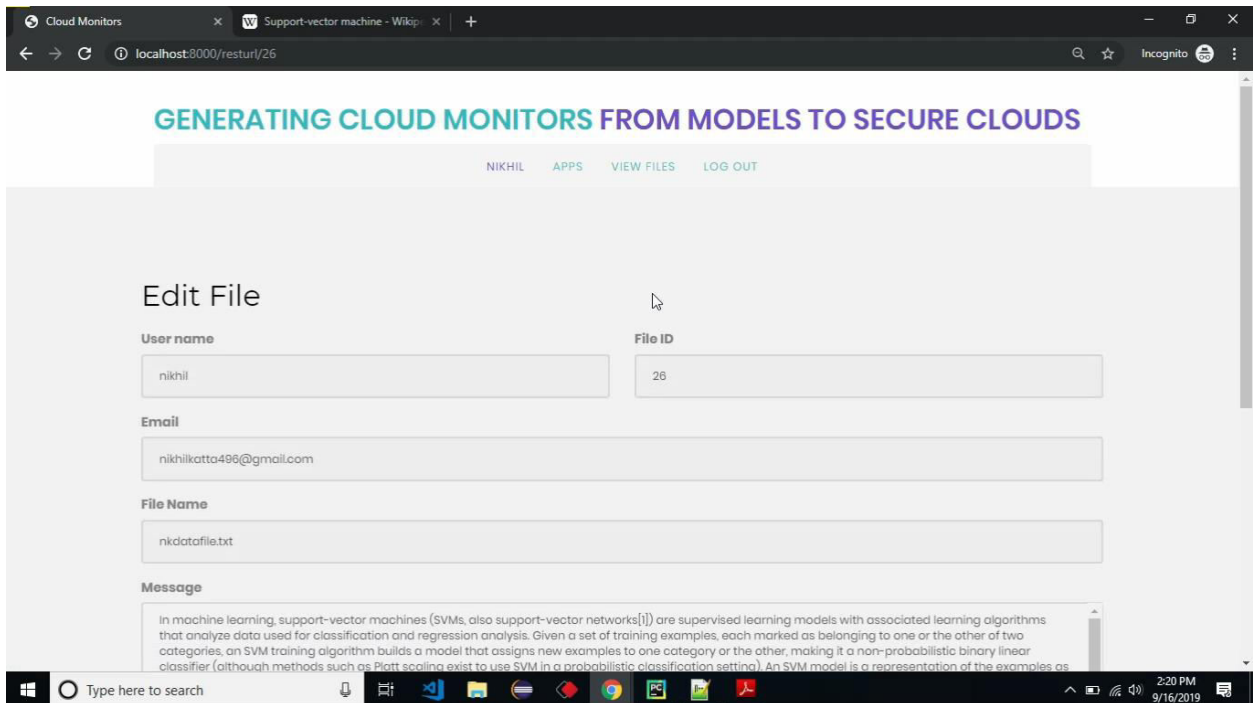 Cloud Monitors
Support-vector machine - Wikip
localhost:8000/resturl/26
Incognito
GENERATING CLOUD MONITORS FROM MODELS TO SECURE CLOUDS
NIKHIL APPS VIEW FILES LOG OUT
Edit File
User name File ID
nikhil 26
Email
nikhilkatta496@gmail.com
File Name
nkdatafile.txt
Message
In machine learning, support-vector machines (SVMs, also support-vector networks[1]) are supervised learning models with associated learning algorithms
that analyze data used for classification and regression analysis. Given a set of training examples, each marked as belonging to one or the other of two
categories, an SVM training algorithm builds a model that assigns new examples to one category or the other, making it a non-probabilistic binary linear
classifier (although methods such as Platt scaling exist to use SVM in a probabilistic classification setting). An SVM model is a representation of the examples as
Type here to search
PC
2:20 PM
9/16/2019